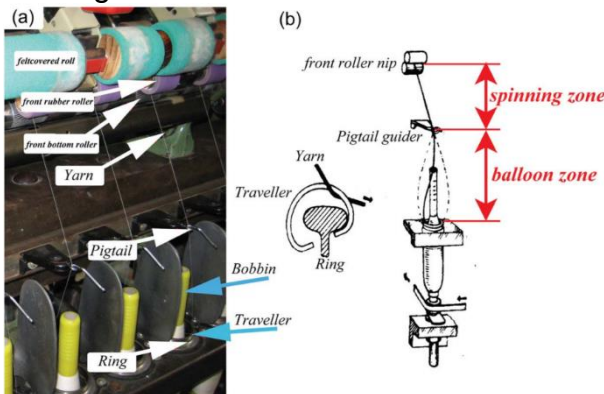 (a)
feltcovered roll
front rubber roller
front bottom roller
Yarn
Pigtail
Bobbin
Traveller
Ring
(b)
front roller nip
spinning zone
Pigtail guider
balloon zone
Yarn
Traveller
Ring